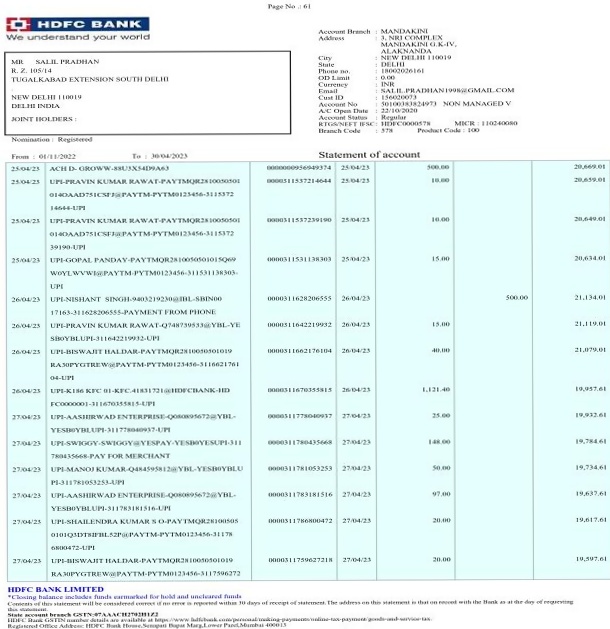 Page No .: 61
HDFC BANK
We understand your world
MR SALIL PRADHAN
R. Z. 105/14
TUGALKABAD EXTENSION SOUTH DELHI
NEW DELHI 110019
DELHI INDIA
JOINT HOLDERS :
Nomination : Registered
Account Branch : MANDAKINI
Address : 3, NRI COMPLEX
MANDAKINI G.K-IV,
ALAKNANDA
City : NEW DELHI 110019
State : DELHI
Phone no. : 18002026161
OD Limit : 0.00
Currency : INR
Email : SALIL.PRADHAN1998@GMAIL.COM
Cust ID : 156020073
Account No : 50100383824973 NON MANAGED V
A/C Open Date : 22/10/2020
Account Status : Regular
RTGS/NEFT IFSC: HDFC0000578 MICR : 110240080
Branch Code : 578 Product Code : 100
From : 01/11/2022 To : 30/04/2023 Statement of account
25/04/23 ACH D- GROWW-88U3X54D9A63 0000000956949374 25/04/23 500.00 20,669.01
25/04/23 UPI-PRAVIN KUMAR RAWAT-PAYTMQR2810050501 0000311537214644 25/04/23 10.00 20,659.01
014OAAD751CSFJ@PAYTM-PYTM0123456-3115372
14644-UPI
25/04/23 UPI-PRAVIN KUMAR RAWAT-PAYTMQR2810050501 0000311537239190 25/04/23 10.00 20,649.01
014OAAD751CSFJ@PAYTM-PYTM0123456-3115372
39190-UPI
25/04/23 UPI-GOPAL PANDAY-PAYTMQR2810050501015Q69 0000311531138303 25/04/23 15.00 20,634.01
W0YLWVWI@PAYTM-PYTM0123456-311531138303-
UPI
26/04/23 UPI-NISHANT SINGH-9403219230@IBL-SBIN00 0000311628206555 26/04/23 500.00 21,134.01
17163-311628206555-PAYMENT FROM PHONE
26/04/23 UPI-PRAVIN KUMAR RAWAT-Q748739533@YBL-YE 0000311642219932 26/04/23 15.00 21,119.01
SB0YBLUPI-311642219932-UPI
26/04/23 UPI-BISWAJIT HALDAR-PAYTMQR2810050501019 0000311662176104 26/04/23 40.00 21,079.01
RA30PYGTREW@PAYTM-PYTM0123456-3116621761
04-UPI
26/04/23 UPI-K186 KFC 01-KFC.41831721@HDFCBANK-HD 0000311670355815 26/04/23 1,121.40 19,957.61
FC0000001-311670355815-UPI
27/04/23 UPI-AASHIRWAD ENTERPRISE-Q080895672@YBL- 0000311778040937 27/04/23 25.00 19,932.61
YESB0YBLUPI-311778040937-UPI
27/04/23 UPI-SWIGGY-SWIGGY@YESPAY-YESB0YESUPI-311 0000311780435668 27/04/23 148.00 19,784.61
780435668-PAY FOR MERCHANT
27/04/23 UPI-MANOJ KUMAR-Q484595812@YBL-YESB0YBLU 0000311781053253 27/04/23 50.00 19,734.61
PI-311781053253-UPI
27/04/23 UPI-AASHIRWAD ENTERPRISE-Q080895672@YBL- 0000311783181516 27/04/23 97.00 19,637.61
YESB0YBLUPI-311783181516-UPI
27/04/23 UPI-SHAILENDRA KUMAR S O-PAYTMQR28100505 0000311786800472 27/04/23 20.00 19,617.61
0101Q3DT8IFBL52P@PAYTM-PYTM0123456-31178
6800472-UPI
27/04/23 UPI-BISWAJIT HALDAR-PAYTMQR2810050501019 0000311759627218 27/04/23 20.00 19,597.61
RA30PYGTREW@PAYTM-PYTM0123456-3117596272
HDFC BANK LIMITED
*Closing balance includes funds earmarked for hold and uncleared funds
Contents of this statement will be considered correct if no error is reported within 30 days of receipt of statement.The address on this statement is that on record with the Bank as at the day of requesting
this statement.
State account branch GSTN:07AAACH2702H1Z2
HDFC Bank GSTIN number details are available at https://www.hdfcbank.com/personal/making-payments/online-tax-payment/goods-and-service-tax.
Registered Office Address: HDFC Bank House,Senapati Bapat Marg,Lower Parel,Mumbai 400013